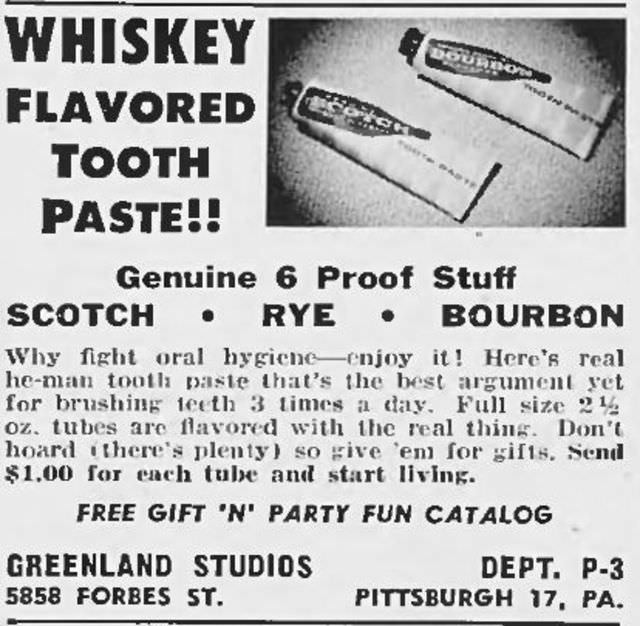 WHISKEY
FLAVORED
TOOTH
PASTE!!
BOURBON
TOOTH PASTE
SCOTCH
TOOTH PASTE
Genuine 6 Proof Stuff
SCOTCH • RYE • BOURBON
Why fight oral hygiene—enjoy it! Here's real
he-man tooth paste that's the best argument yet
for brushing teeth 3 times a day. Full size 2½
oz. tubes are flavored with the real thing. Don't
hoard (there's plenty) so give 'em for gifts. Send
$1.00 for each tube and start living.
FREE GIFT 'N' PARTY FUN CATALOG
GREENLAND STUDIOS DEPT. P-3
5858 FORBES ST. PITTSBURGH 17, PA.